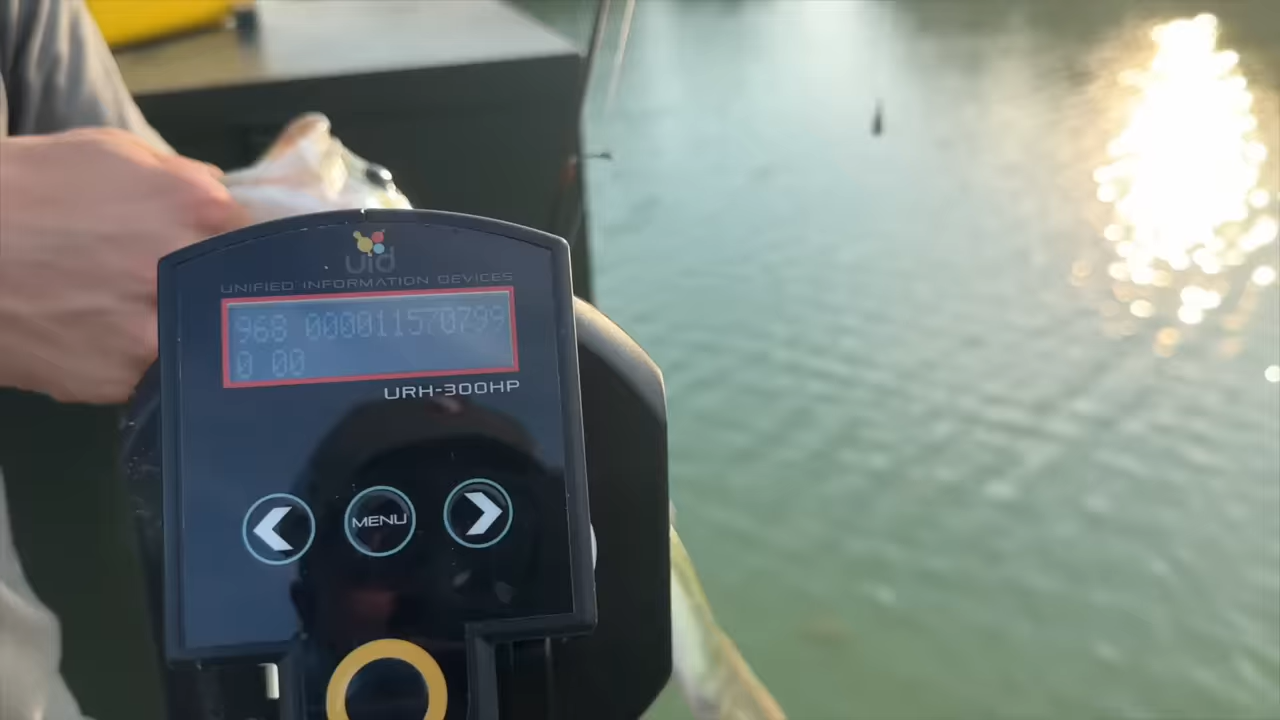 uid
UNIFIED INFORMATION DEVICES
968 000011570799
0 00
URH-300HP
MENU